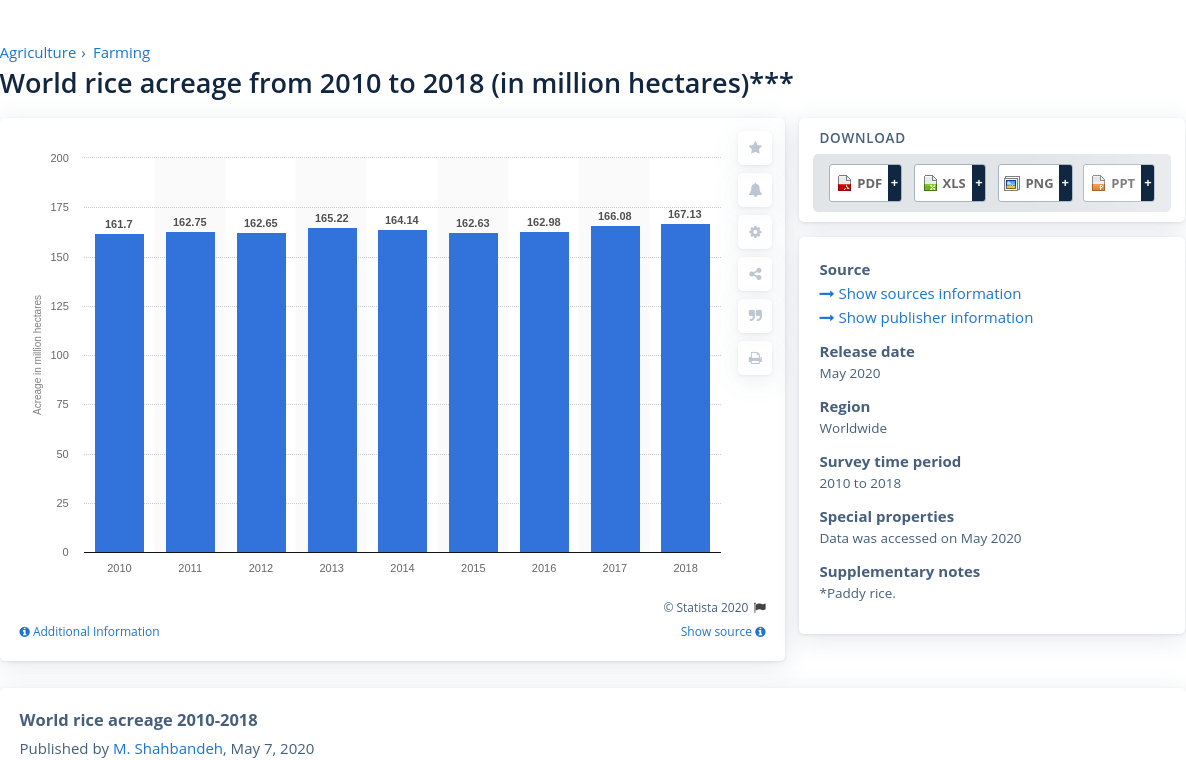 Agriculture › Farming
World rice acreage from 2010 to 2018 (in million hectares)***
200
175
150
125
100
75
50
25
0
Acreage in million hectares
161.7
162.75
162.65
165.22
164.14
162.63
162.98
166.08
167.13
2010
2011
2012
2013
2014
2015
2016
2017
2018
© Statista 2020
Additional Information
Show source
DOWNLOAD
PDF + XLS + PNG + PPT +
Source
Show sources information
Show publisher information
Release date
May 2020
Region
Worldwide
Survey time period
2010 to 2018
Special properties
Data was accessed on May 2020
Supplementary notes
*Paddy rice.
World rice acreage 2010-2018
Published by M. Shahbandeh, May 7, 2020